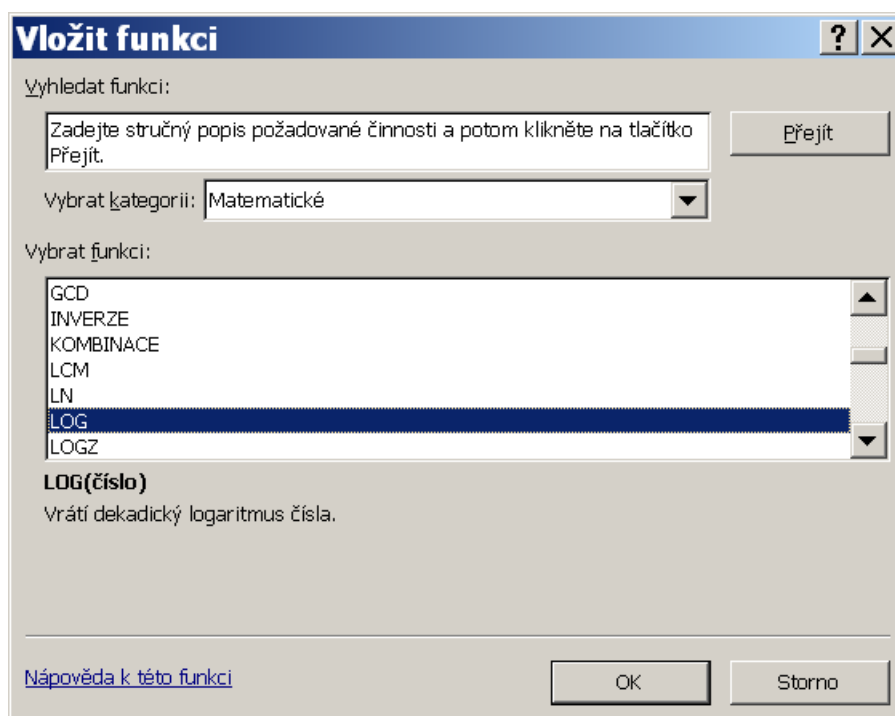 Vložit funkci
Vyhledat funkci:
Zadejte stručný popis požadované činnosti a potom klikněte na tlačítko
Přejít.
Přejít
Vybrat kategorii: Matematické
Vybrat funkci:
GCD
INVERZE
KOMBINACE
LCM
LN
LOG
LOGZ
LOG(číslo)
Vrátí dekadický logaritmus čísla.
Nápověda k této funkci
OK
Storno